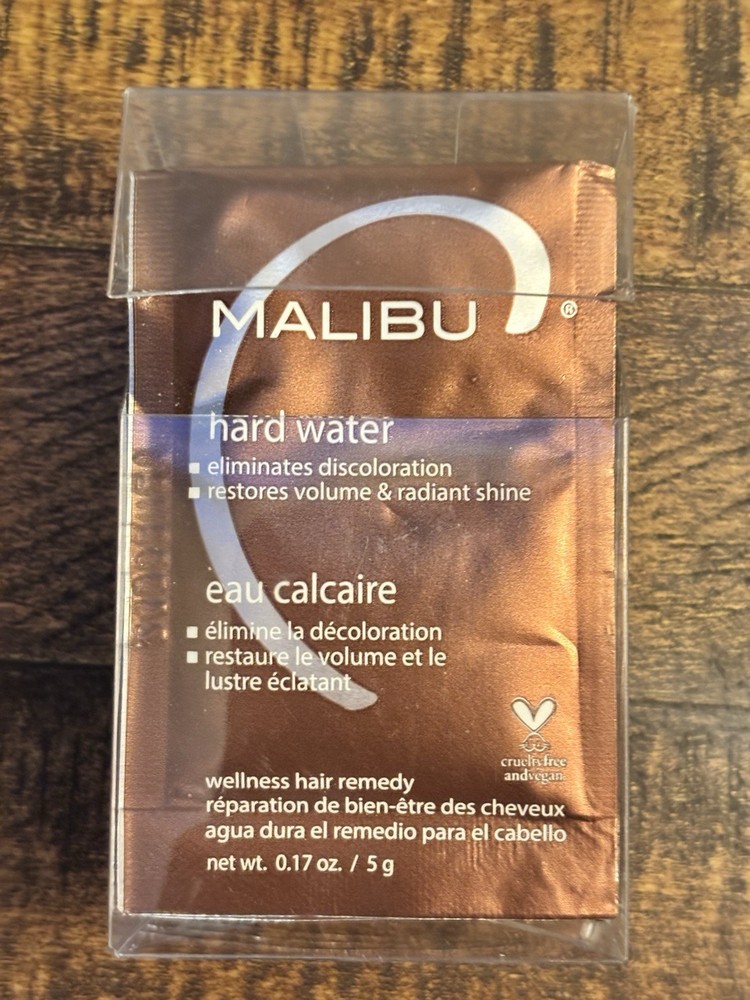 MALIBU C ®
hard water
▪ eliminates discoloration
▪ restores volume & radiant shine
eau calcaire
▪ élimine la décoloration
▪ restaure le volume et le
lustre éclatant
crueltyfree
andvegan.
wellness hair remedy
réparation de bien-être des cheveux
agua dura el remedio para el cabello
net wt. 0.17 oz. / 5 g